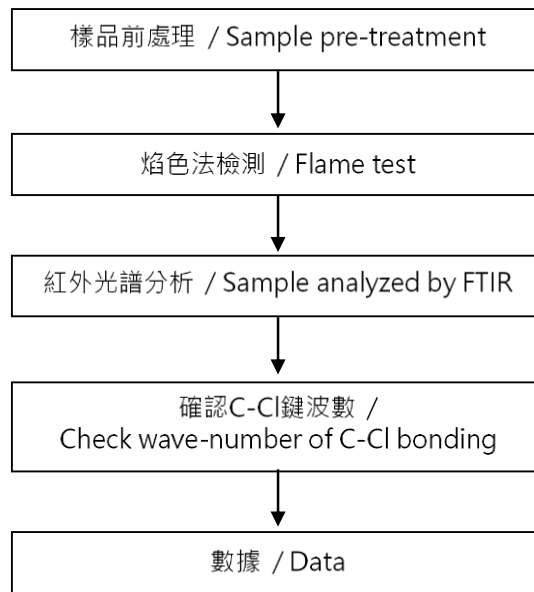 樣品前處理 / Sample pre-treatment
焰色法檢測 / Flame test
紅外光譜分析 / Sample analyzed by FTIR
確認C-Cl鍵波數 /
Check wave-number of C-Cl bonding
數據 / Data